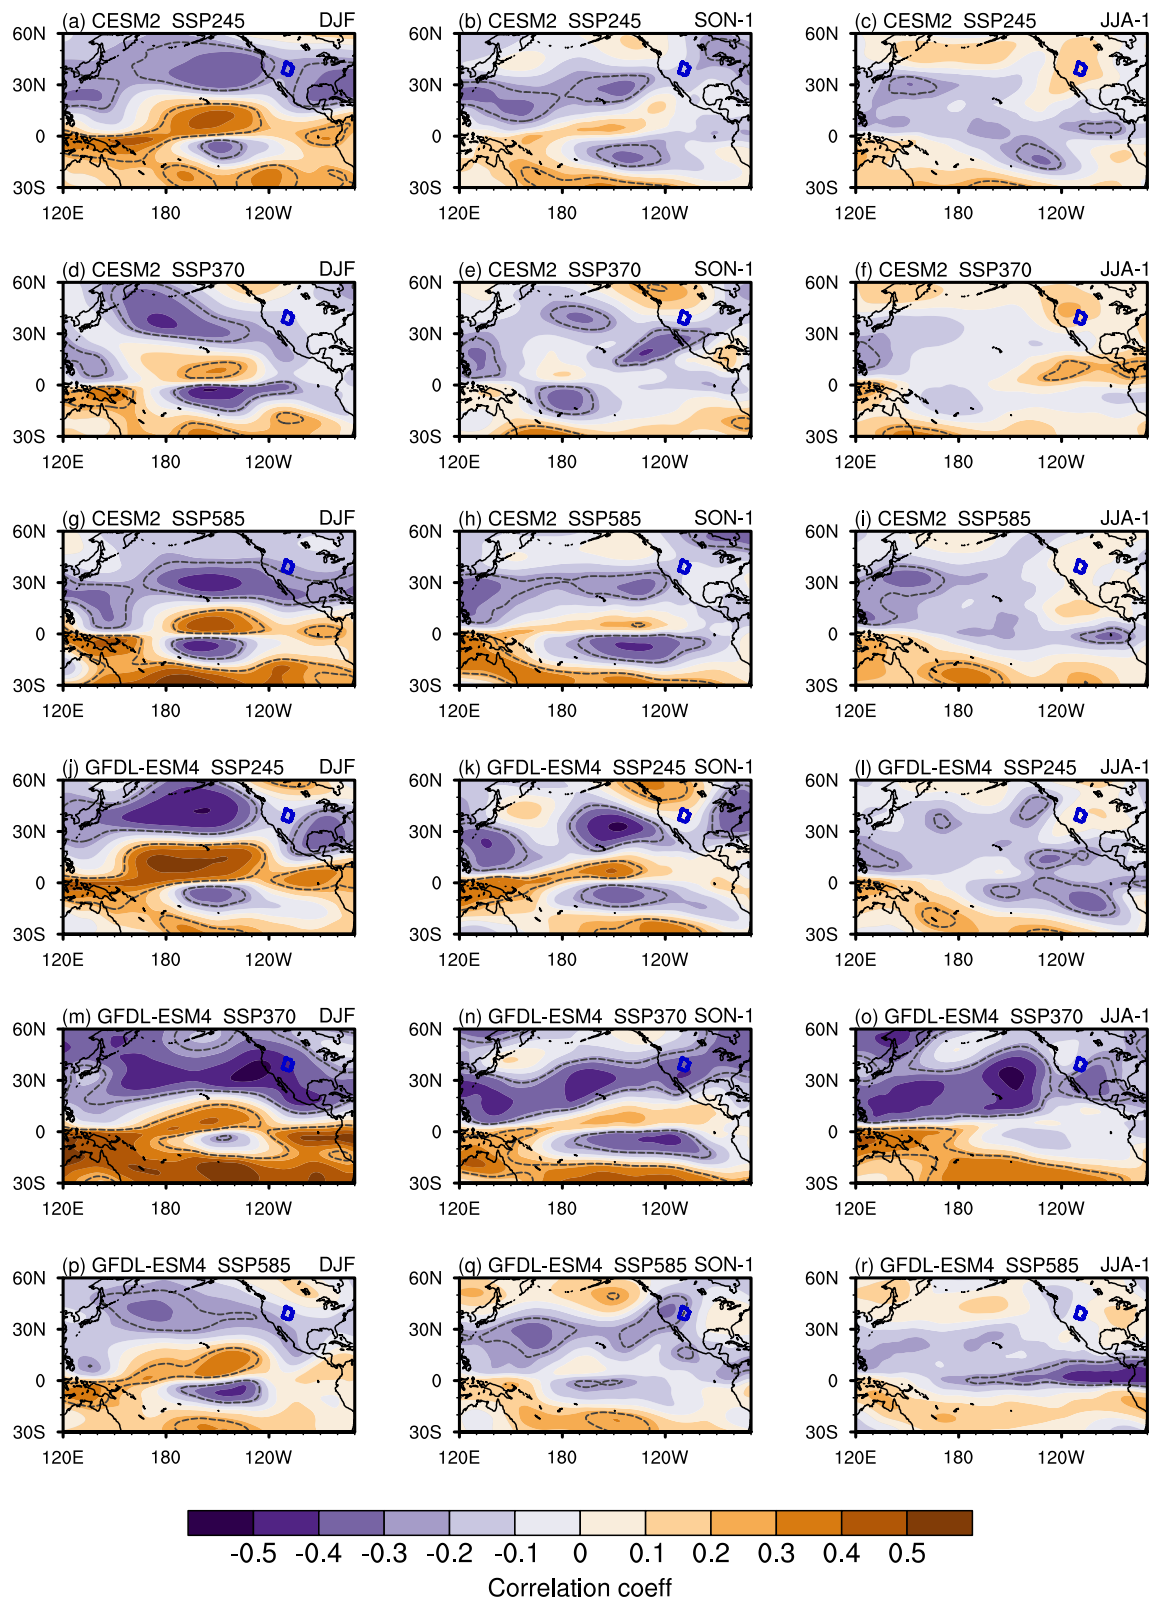 (a) CESM2 SSP245 DJF (b) CESM2 SSP245 SON-1 (c) CESM2 SSP245 JJA-1
60N 60N 60N
30N 30N 30N
0 0 0
30S 30S 30S
120E 180 120W 120E 180 120W 120E 180 120W
(d) CESM2 SSP370 DJF (e) CESM2 SSP370 SON-1 (f) CESM2 SSP370 JJA-1
60N 60N 60N
30N 30N 30N
0 0 0
30S 30S 30S
120E 180 120W 120E 180 120W 120E 180 120W
(g) CESM2 SSP585 DJF (h) CESM2 SSP585 SON-1 (i) CESM2 SSP585 JJA-1
60N 60N 60N
30N 30N 30N
0 0 0
30S 30S 30S
120E 180 120W 120E 180 120W 120E 180 120W
(j) GFDL-ESM4 SSP245 DJF (k) GFDL-ESM4 SSP245 SON-1 (l) GFDL-ESM4 SSP245 JJA-1
60N 60N 60N
30N 30N 30N
0 0 0
30S 30S 30S
120E 180 120W 120E 180 120W 120E 180 120W
(m) GFDL-ESM4 SSP370 DJF (n) GFDL-ESM4 SSP370 SON-1 (o) GFDL-ESM4 SSP370 JJA-1
60N 60N 60N
30N 30N 30N
0 0 0
30S 30S 30S
120E 180 120W 120E 180 120W 120E 180 120W
(p) GFDL-ESM4 SSP585 DJF (q) GFDL-ESM4 SSP585 SON-1 (r) GFDL-ESM4 SSP585 JJA-1
60N 60N 60N
30N 30N 30N
0 0 0
30S 30S 30S
120E 180 120W 120E 180 120W 120E 180 120W
-0.5 -0.4 -0.3 -0.2 -0.1 0 0.1 0.2 0.3 0.4 0.5
Correlation coeff